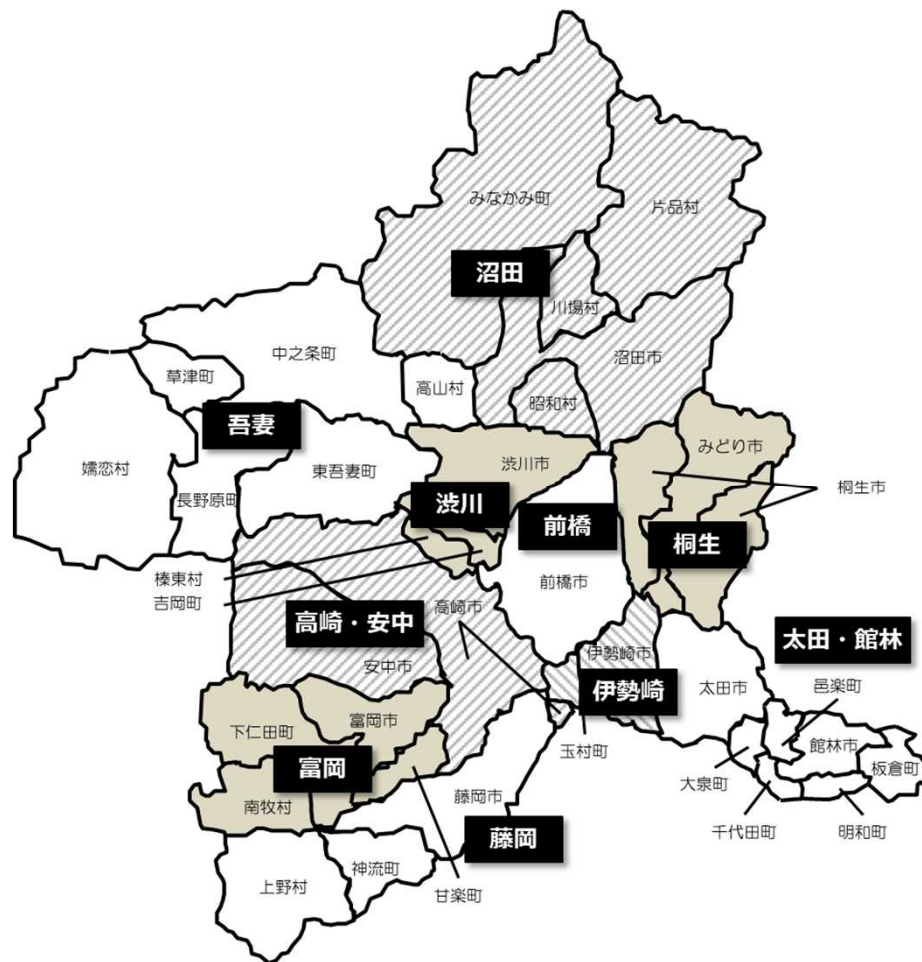 みなかみ町
片品村
沼田
川場村
中之条町
沼田市
草津町
高山村
昭和村
吾妻
みどり市
嬬恋村
東吾妻町
渋川市
長野原町
桐生市
渋川
前橋
桐生
榛東村
前橋市
吉岡町
高崎市
高崎・安中
太田・館林
伊勢崎市
安中市
邑楽町
伊勢崎
太田市
下仁田町
富岡市
館林市
玉村町
板倉町
富岡
大泉町
南牧村
藤岡市
千代田町
明和町
藤岡
神流町
上野村
甘楽町